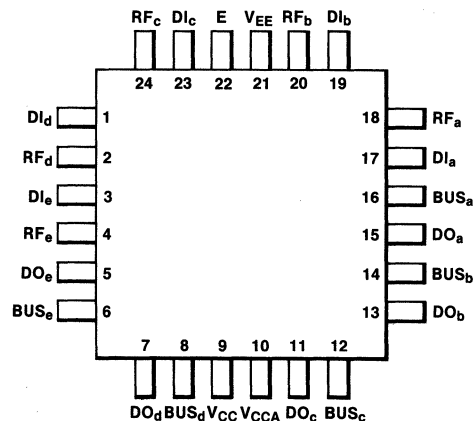 RFc DIc E VEE RFb DIb
24 23 22 21 20 19
DId 1 18 RFa
RFd 2 17 DIa
DIe 3 16 BUSa
RFe 4 15 DOa
DOe 5 14 BUSb
BUSe 6 13 DOb
7 8 9 10 11 12
DOd BUSd VCC VCCA DOc BUSc